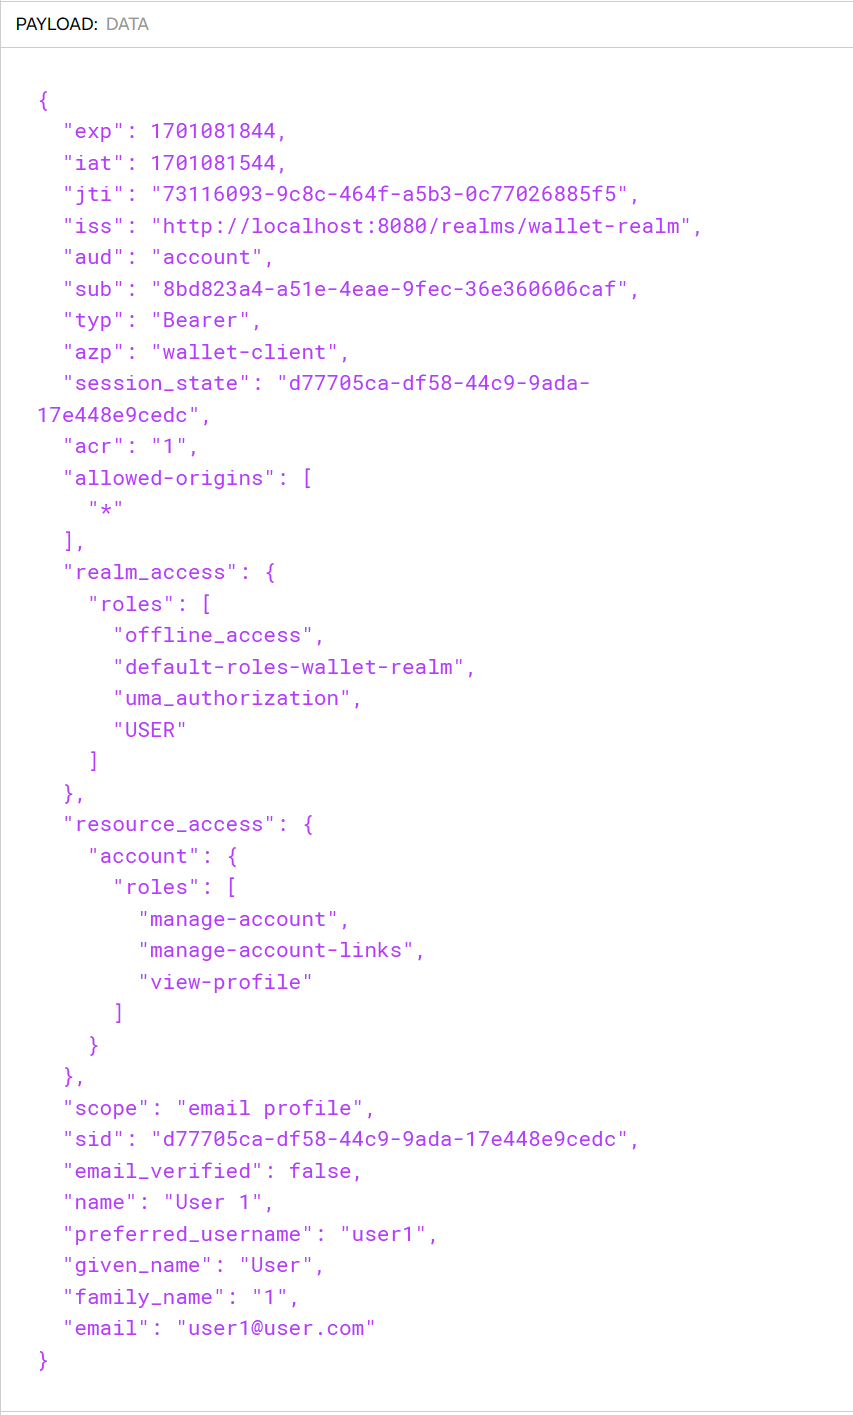 PAYLOAD: DATA
{
  "exp": 1701081844,
  "iat": 1701081544,
  "jti": "73116093-9c8c-464f-a5b3-0c77026885f5",
  "iss": "http://localhost:8080/realms/wallet-realm",
  "aud": "account",
  "sub": "8bd823a4-a51e-4eae-9fec-36e360606caf",
  "typ": "Bearer",
  "azp": "wallet-client",
  "session_state": "d77705ca-df58-44c9-9ada-
17e448e9cedc",
  "acr": "1",
  "allowed-origins": [
    "*"
  ],
  "realm_access": {
    "roles": [
      "offline_access",
      "default-roles-wallet-realm",
      "uma_authorization",
      "USER"
    ]
  },
  "resource_access": {
    "account": {
      "roles": [
        "manage-account",
        "manage-account-links",
        "view-profile"
      ]
    }
  },
  "scope": "email profile",
  "sid": "d77705ca-df58-44c9-9ada-17e448e9cedc",
  "email_verified": false,
  "name": "User 1",
  "preferred_username": "user1",
  "given_name": "User",
  "family_name": "1",
  "email": "user1@user.com"
}